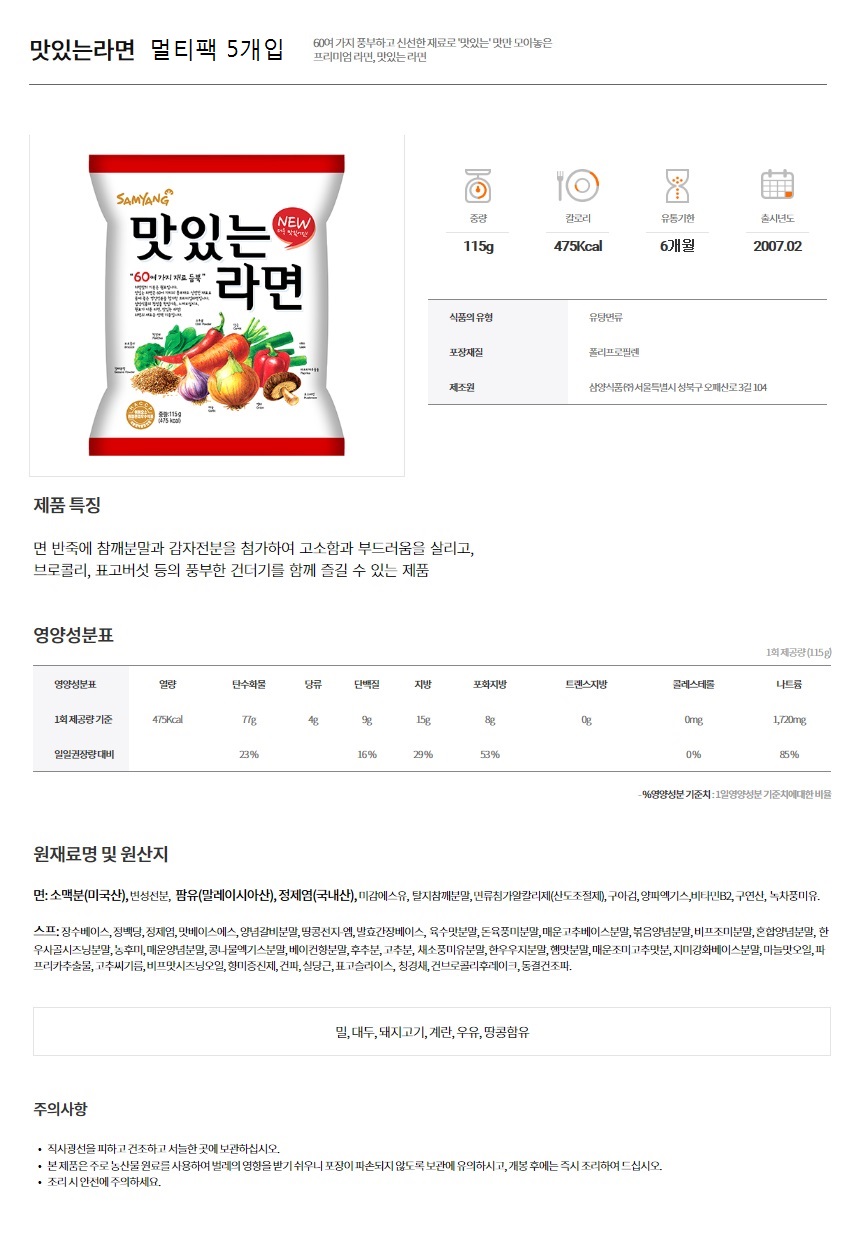 맛있는라면 멀티팩 5개입
60여 가지 풍부하고 신선한 재료로 '맛있는' 맛만 모아놓은
프리미엄 라면, 맛있는 라면
SAMYANG
맛있는
라면
NEW
"60여 가지 재료 듬뿍"
중량:115g
(475 kcal)
중량
칼로리
유통기한
출시년도
115g
475Kcal
6개월
2007.02
식품의 유형 유탕면류
포장재질 폴리프로필렌
제조원 삼양식품㈜ 서울특별시 성북구 오패산로 3길 104
제품 특징
면 반죽에 참깨분말과 감자전분을 첨가하여 고소함과 부드러움을 살리고,
브로콜리, 표고버섯 등의 풍부한 건더기를 함께 즐길 수 있는 제품
영양성분표
1회 제공량 (115g)
영양성분표 열량 탄수화물 당류 단백질 지방 포화지방 트랜스지방 콜레스테롤 나트륨
1회 제공량 기준 475Kcal 77g 4g 9g 15g 8g 0g 0mg 1,720mg
일일권장량 대비 23% 16% 29% 53% 0% 85%
- %영양성분 기준치 : 1일영양성분 기준치에대한 비율
원재료명 및 원산지
면: 소맥분(미국산), 변성전분, 팜유(말레이시아산), 정제염(국내산), 미감에스유, 탈지참깨분말, 면류첨가알칼리제(산도조절제), 구아검, 양파엑기스,비타민B2, 구연산, 녹차풍미유.
스프: 장수베이스, 정백당, 정제염, 맛베이스에스, 양념갈비분말, 땅콩선지-엠, 발효간장베이스, 육수맛분말, 돈육풍미분말, 매운고추베이스분말, 볶음양념분말, 비프조미분말, 혼합양념분말, 한
우사골시즈닝분말, 농후미, 매운양념분말, 콩나물엑기스분말, 베이컨향분말, 후추분, 고추분, 새소풍미유분말, 한우우지분말, 햄맛분말, 매운조미고추맛분, 지미강화베이스분말, 마늘맛오일, 파
프리카추출물, 고추씨기름, 비프맛시즈닝오일, 향미증진제, 건파, 실당근, 표고슬라이스, 칭경채, 건브로콜리후레이크, 동결건조파.
밀, 대두, 돼지고기, 계란, 우유, 땅콩함유
주의사항
• 직사광선을 피하고 건조하고 서늘한 곳에 보관하십시오.
• 본 제품은 주로 농산물 원료를 사용하여 벌레의 영향을 받기 쉬우니 포장이 파손되지 않도록 보관에 유의하시고, 개봉 후에는 즉시 조리하여 드십시오.
• 조리 시 안전에 주의하세요.